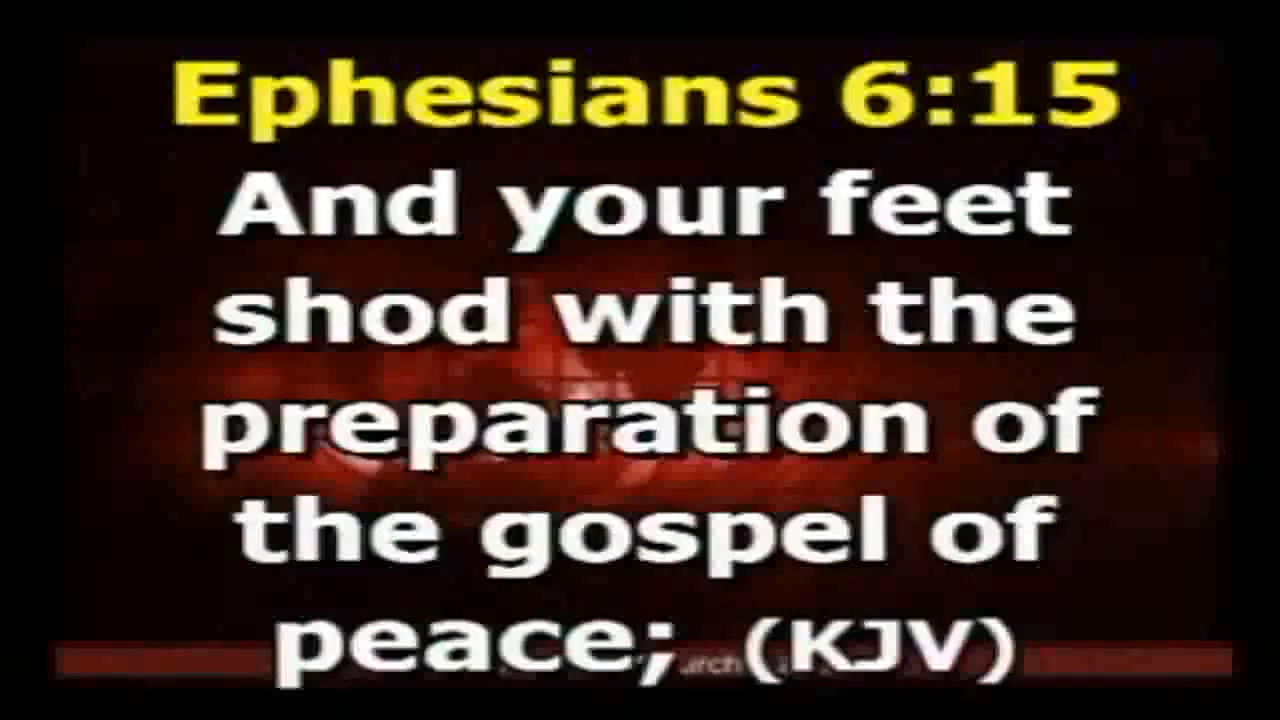 Ephesians 6:15
And your feet
shod with the
preparation of
the gospel of
peace; (KJV)